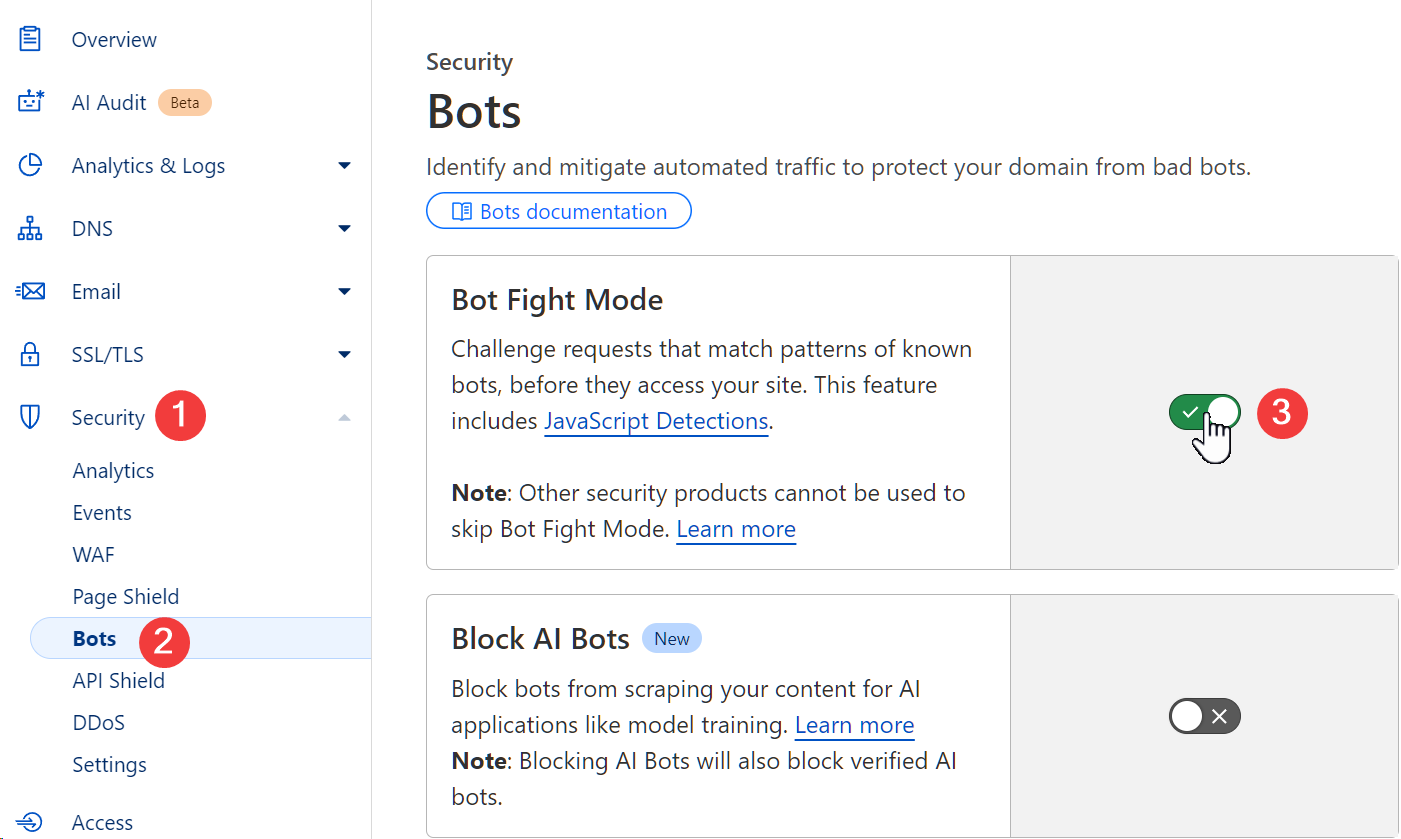 Overview
AI Audit Beta
Analytics & Logs
DNS
Email
SSL/TLS
Security 1
Analytics
Events
WAF
Page Shield
Bots 2
API Shield
DDoS
Settings
Access
Security
Bots
Identify and mitigate automated traffic to protect your domain from bad bots.
Bots documentation
Bot Fight Mode
Challenge requests that match patterns of known
bots, before they access your site. This feature
includes JavaScript Detections.
Note: Other security products cannot be used to
skip Bot Fight Mode. Learn more
3
Block AI Bots New
Block bots from scraping your content for AI
applications like model training. Learn more
Note: Blocking AI Bots will also block verified AI
bots.